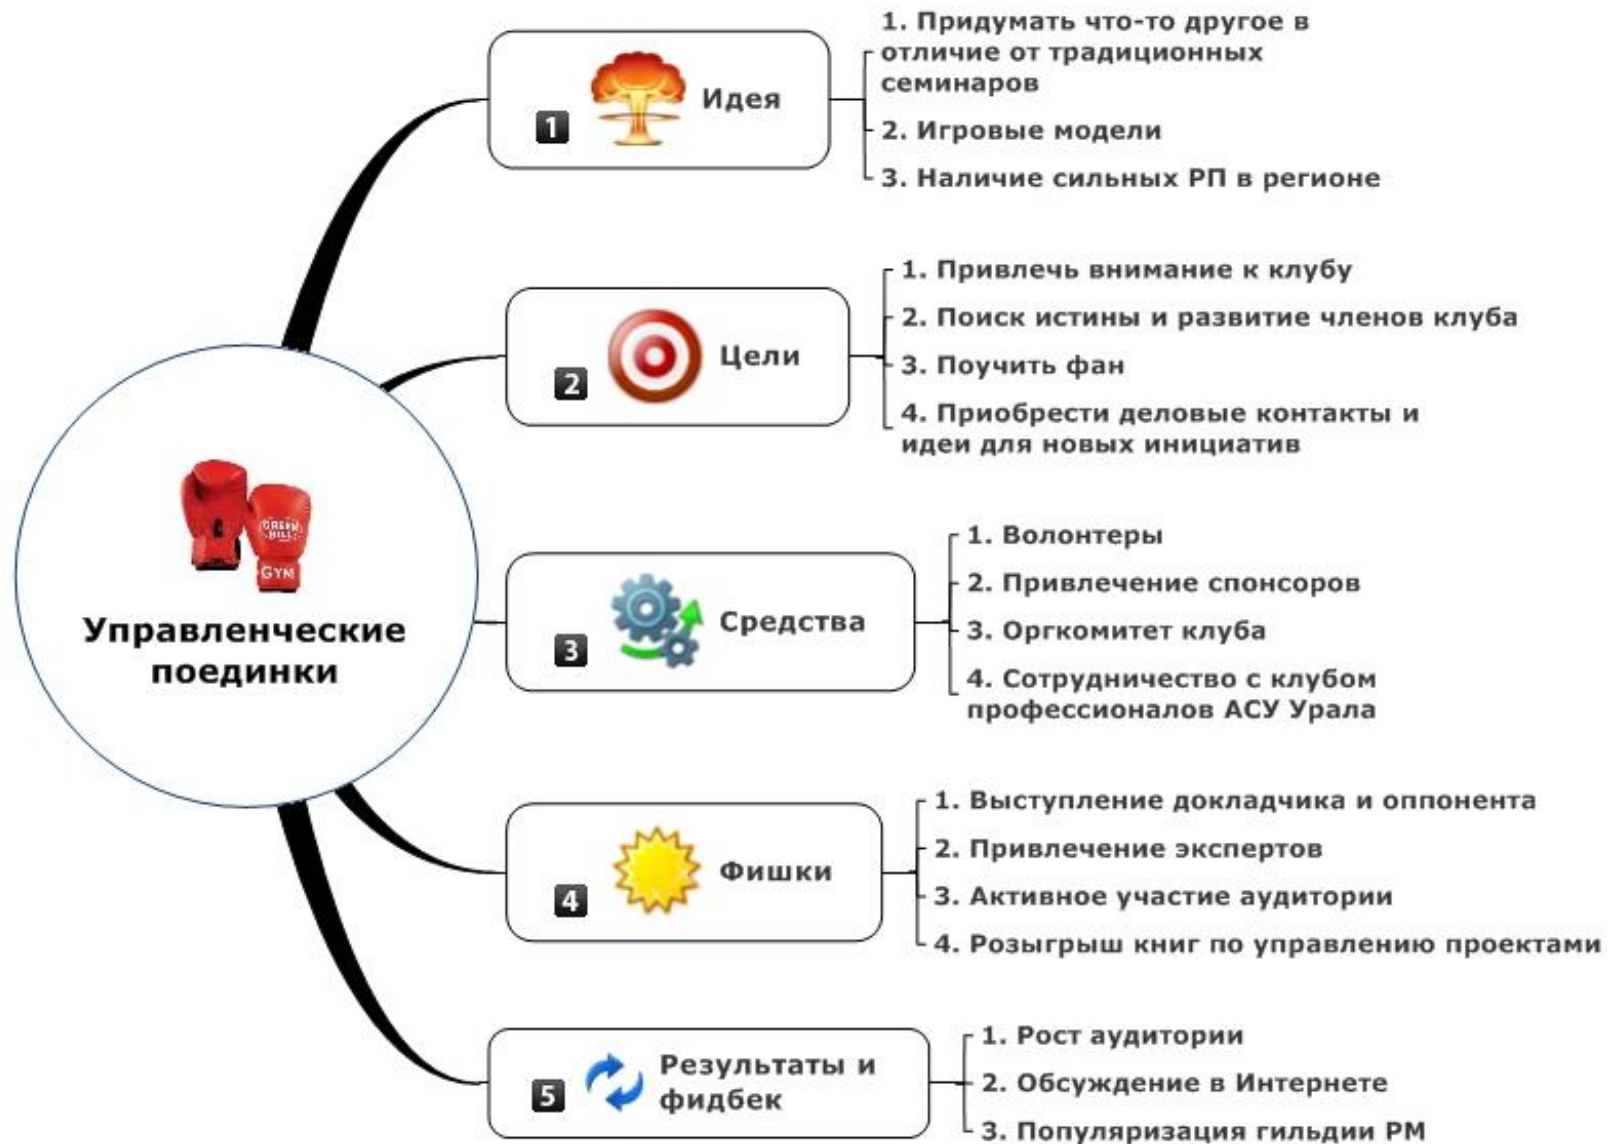 1
Идея
1. Придумать что-то другое в
отличие от традиционных
семинаров
2. Игровые модели
3. Наличие сильных РП в регионе
2
Цели
1. Привлечь внимание к клубу
2. Поиск истины и развитие членов клуба
3. Поучить фан
4. Приобрести деловые контакты и
идеи для новых инициатив
GREEN
HILL
GYM
Управленческие
поединки
3
Средства
1. Волонтеры
2. Привлечение спонсоров
3. Оргкомитет клуба
4. Сотрудничество с клубом
профессионалов АСУ Урала
4
Фишки
1. Выступление докладчика и оппонента
2. Привлечение экспертов
3. Активное участие аудитории
4. Розыгрыш книг по управлению проектами
5
Результаты и
фидбек
1. Рост аудитории
2. Обсуждение в Интернете
3. Популяризация гильдии РМ